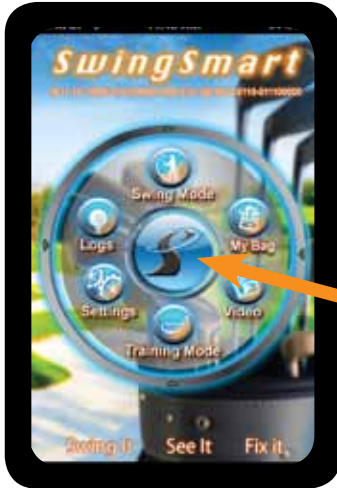 SwingSmart
Swing Mode
Logs
My Bag
Settings
Video
Training Mode
Swing It See It Fix it